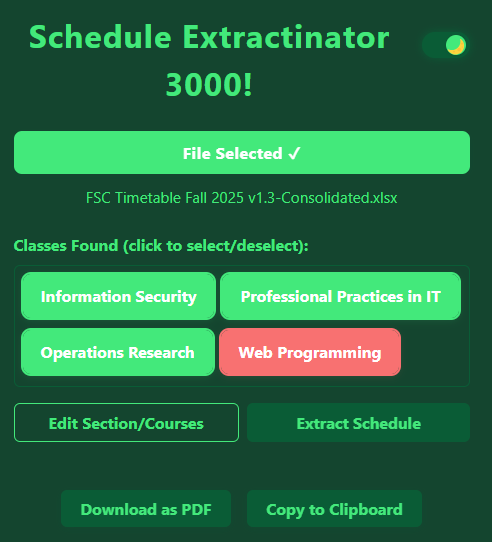 Schedule Extractinator
3000!
File Selected ✓
FSC Timetable Fall 2025 v1.3-Consolidated.xlsx
Classes Found (click to select/deselect):
Information Security
Professional Practices in IT
Operations Research
Web Programming
Edit Section/Courses
Extract Schedule
Download as PDF
Copy to Clipboard